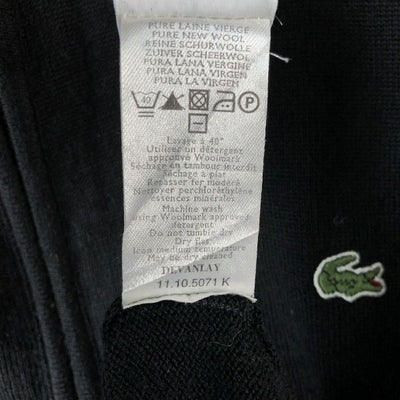 PURE LAINE VIERGE
PURE NEW WOOL
REINE SCHURWOLLE
ZUIVER SCHEERWOL
PURA LANA VERGINE
PURA LANA VIRGEN
PURA LA VIRGEM
40
P
Lavage à 40°
Utiliser un détergent
approuvé Woolmark
Séchage en tambour interdit
séchage à plat
Repasser fer modéré
Nettoyer perchloréthylène
essences minérales
Machine wash
using Woolmark approved
detergent
Do not tumble dry
Dry flat
Iron medium temperature
May be dry cleaned
DEVANLAY
11.10.5071 K